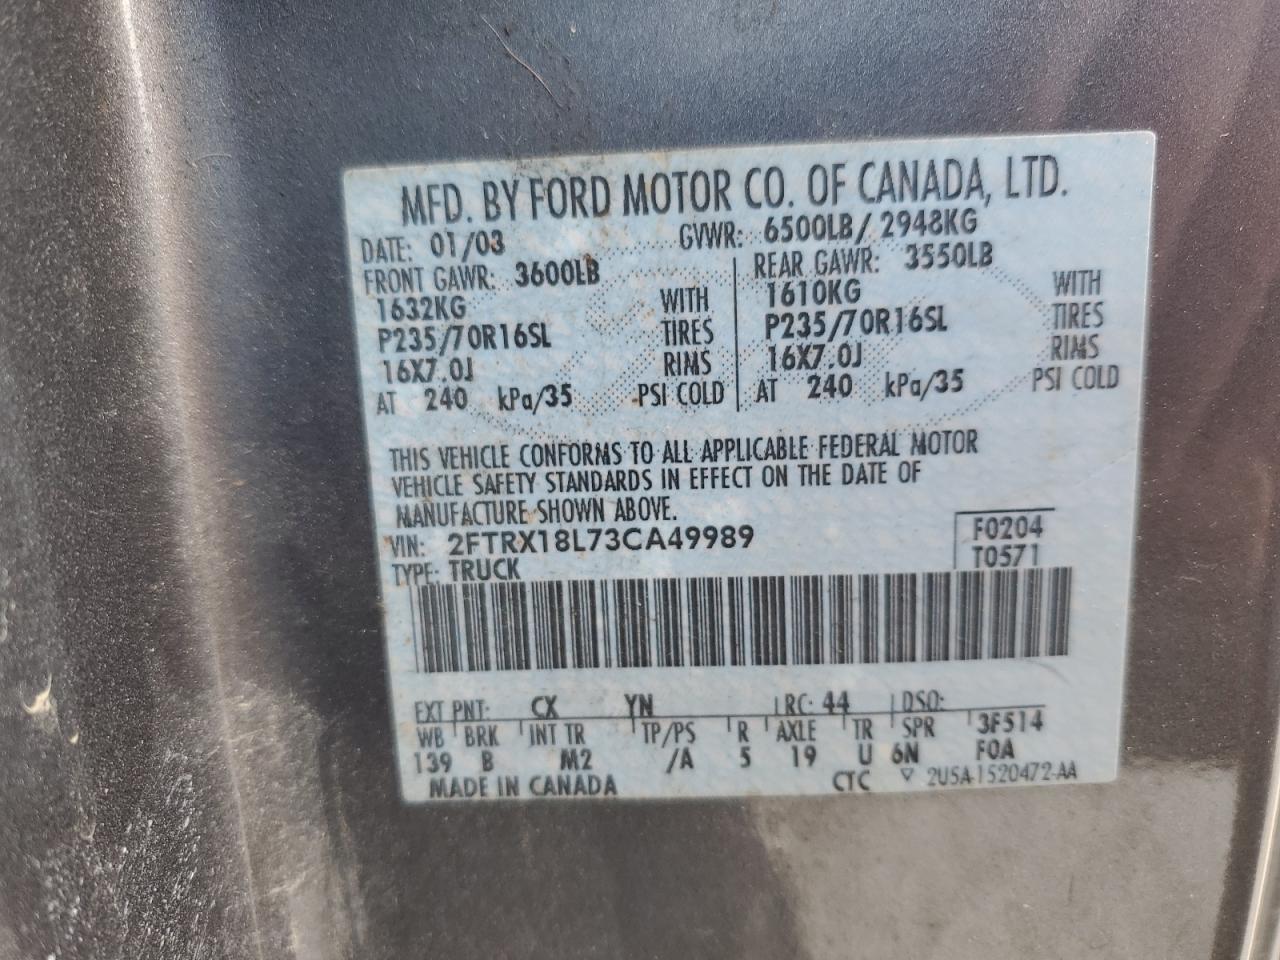 MFD. BY FORD MOTOR CO. OF CANADA, LTD.
DATE: 01/03 GVWR: 6500LB/ 2948KG
FRONT GAWR: 3600LB REAR GAWR: 3550LB
1632KG WITH 1610KG WITH
P235/70R16SL TIRES P235/70R16SL TIRES
16X7.0J RIMS 16X7.0J RIMS
AT 240 kPa/35 PSI COLD AT 240 kPa/35 PSI COLD
THIS VEHICLE CONFORMS TO ALL APPLICABLE FEDERAL MOTOR
VEHICLE SAFETY STANDARDS IN EFFECT ON THE DATE OF
MANUFACTURE SHOWN ABOVE.
VIN: 2FTRX18L73CA49989 F0204
TYPE: TRUCK T0571
EXT PNT: CX YN RC: 44 DSO:
WB BRK INT TR TP/PS R AXLE TR SPR 3F514
139 B M2 /A 5 19 U 6N F0A
MADE IN CANADA CTC ▽ 2U5A-1520472-AA